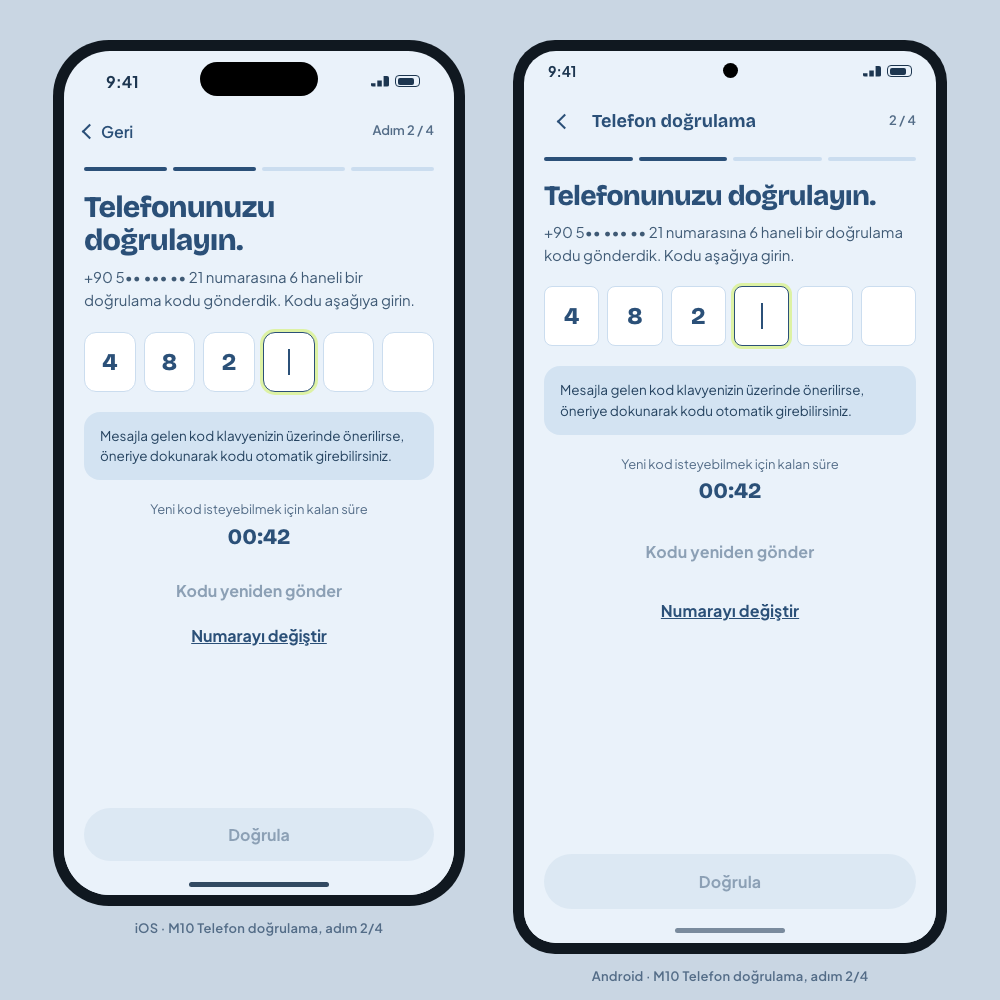 9:41
Geri
Adım 2 / 4
Telefonunuzu
doğrulayın.
+90 5•• ••• •• 21 numarasına 6 haneli bir
doğrulama kodu gönderdik. Kodu aşağıya girin.
4 8 2
Mesajla gelen kod klavyenizin üzerinde önerilirse,
öneriye dokunarak kodu otomatik girebilirsiniz.
Yeni kod isteyebilmek için kalan süre
00:42
Kodu yeniden gönder
Numarayı değiştir
Doğrula
iOS · M10 Telefon doğrulama, adım 2/4
9:41
Telefon doğrulama
2 / 4
Telefonunuzu doğrulayın.
+90 5•• ••• •• 21 numarasına 6 haneli bir doğrulama
kodu gönderdik. Kodu aşağıya girin.
4 8 2
Mesajla gelen kod klavyenizin üzerinde önerilirse,
öneriye dokunarak kodu otomatik girebilirsiniz.
Yeni kod isteyebilmek için kalan süre
00:42
Kodu yeniden gönder
Numarayı değiştir
Doğrula
Android · M10 Telefon doğrulama, adım 2/4